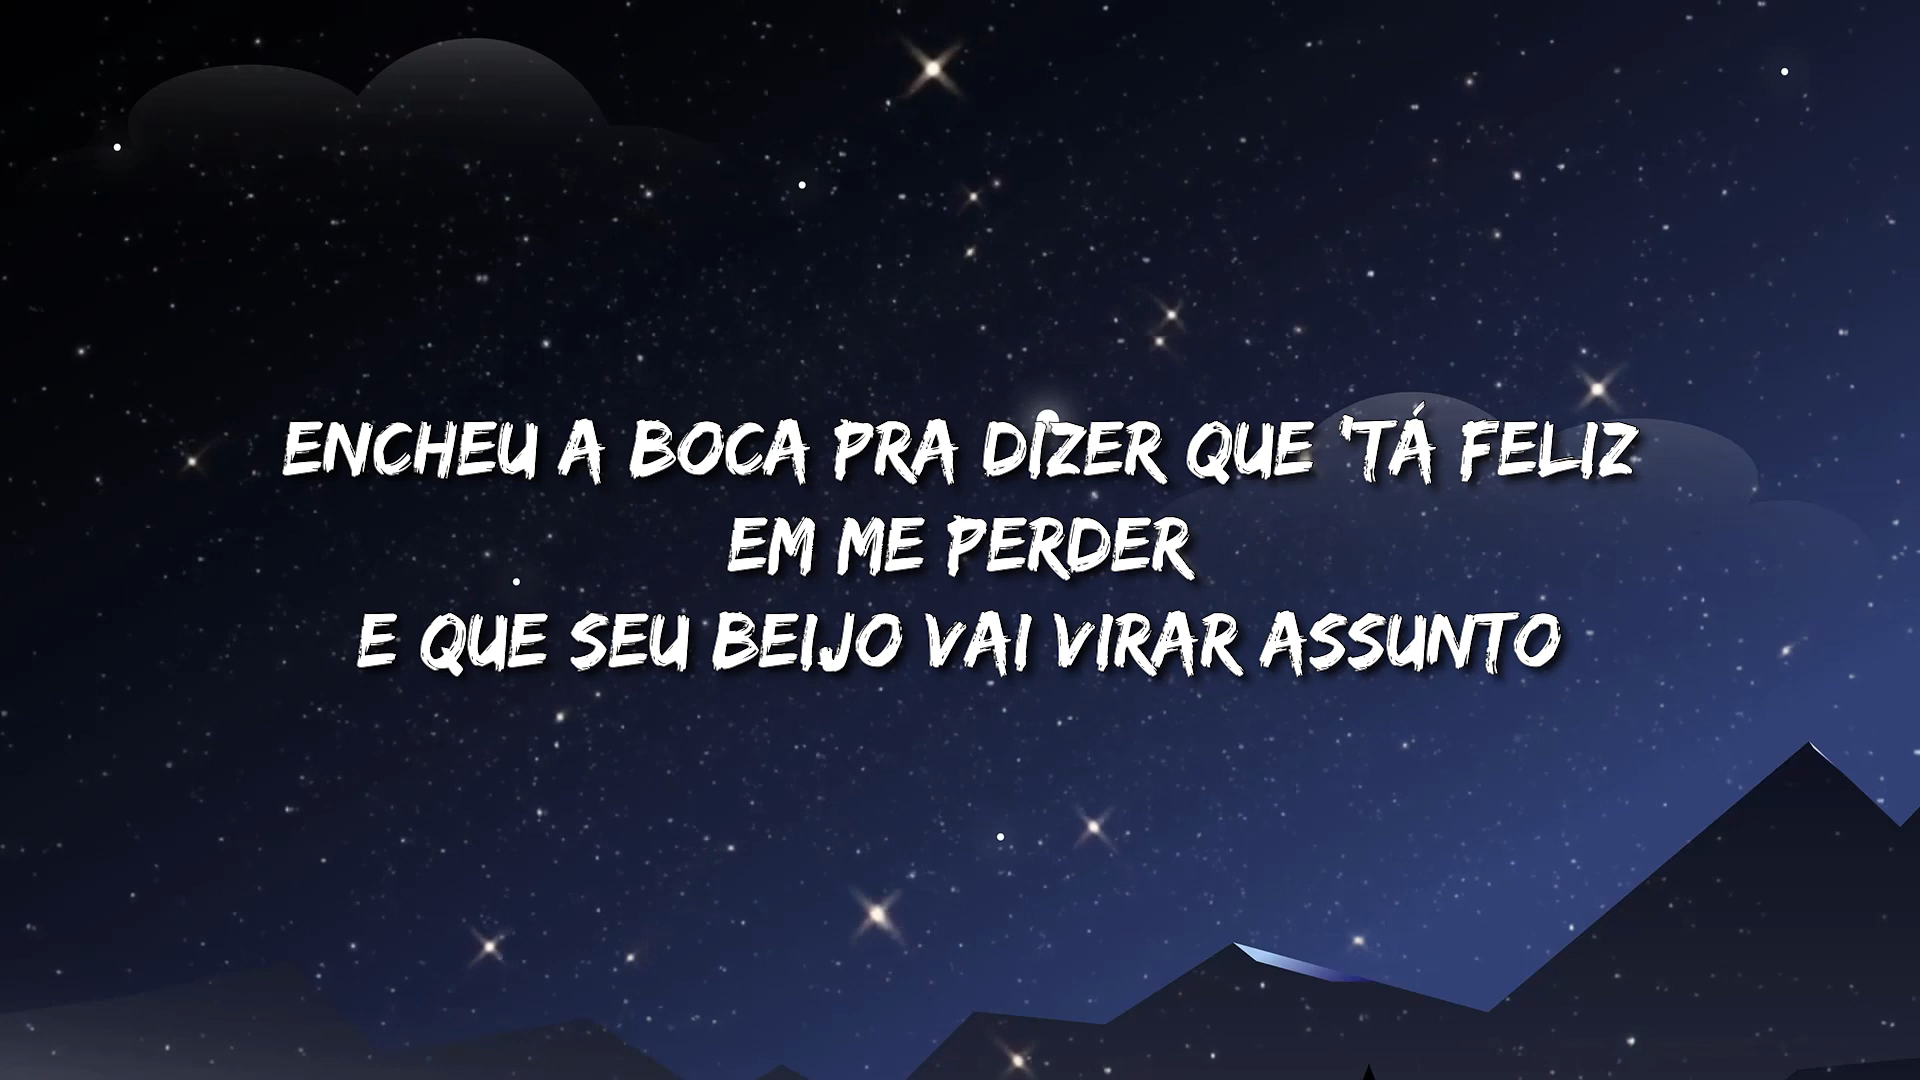 ENCHEU A BOCA PRA DIZER QUE 'TÁ FELIZ
EM ME PERDER
E QUE SEU BEIJO VAI VIRAR ASSUNTO